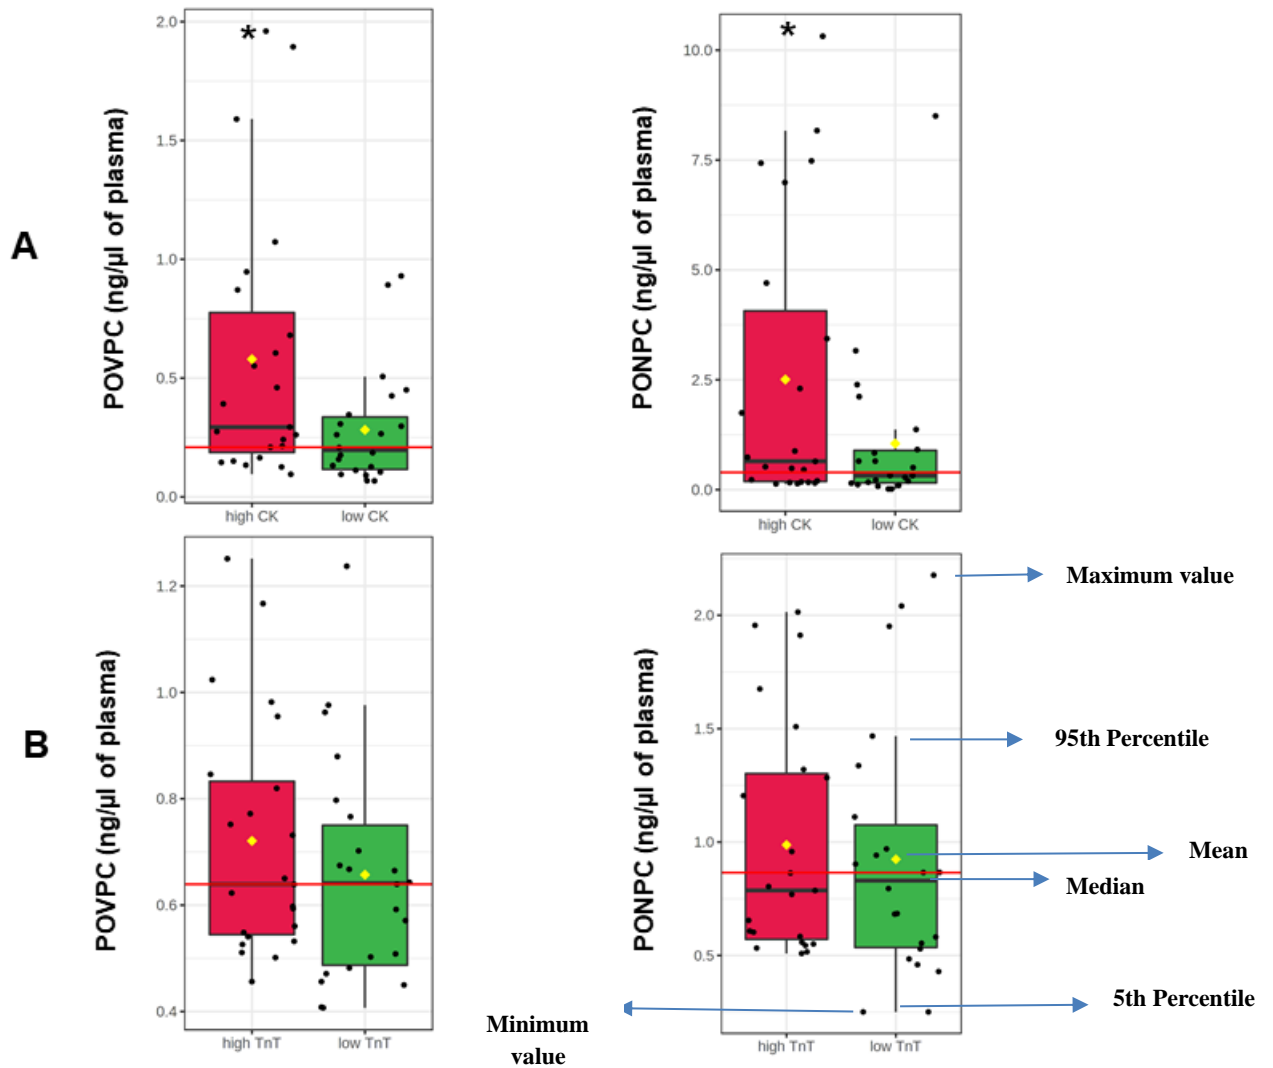 A
POVPC (ng/µl of plasma)
2.0
1.5
1.0
0.5
0.0
*
high CK
low CK
PONPC (ng/µl of plasma)
10.0
7.5
5.0
2.5
0.0
*
high CK
low CK
B
POVPC (ng/µl of plasma)
1.2
1.0
0.8
0.6
0.4
high TnT
low TnT
PONPC (ng/µl of plasma)
2.0
1.5
1.0
0.5
high TnT
low TnT
Maximum value
95th Percentile
Mean
Median
5th Percentile
Minimum
value